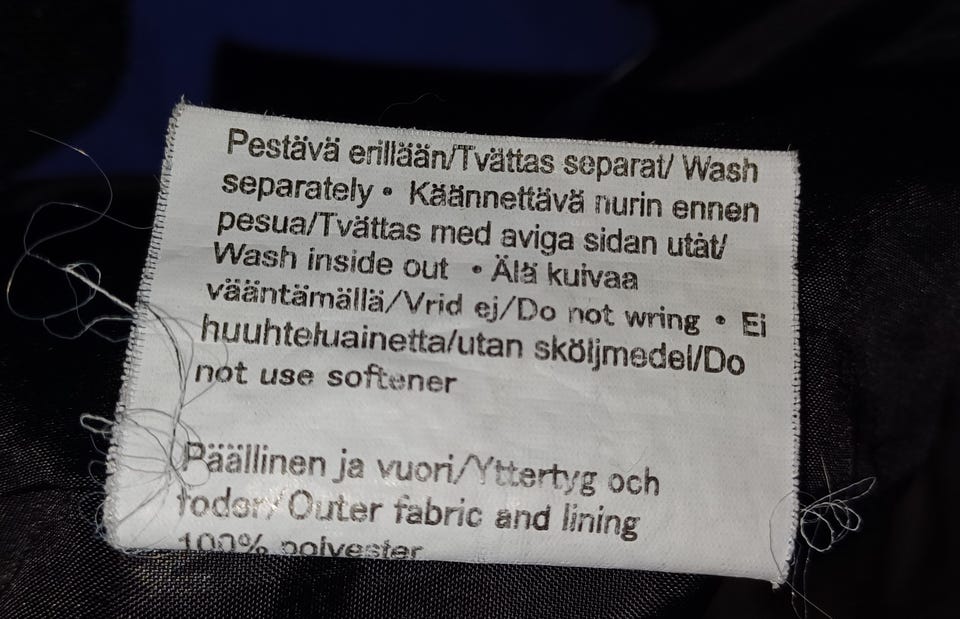 Pestävä erillään/Tvättas separat/ Wash
separately • Käännettävä nurin ennen
pesua/Tvättas med aviga sidan utåt/
Wash inside out • Älä kuivaa
vääntämällä/Vrid ej/Do not wring • Ei
huuhteluainetta/utan sköljmedel/Do
not use softener
Päällinen ja vuori/Yttertyg och
foder/Outer fabric and lining
100% polyester